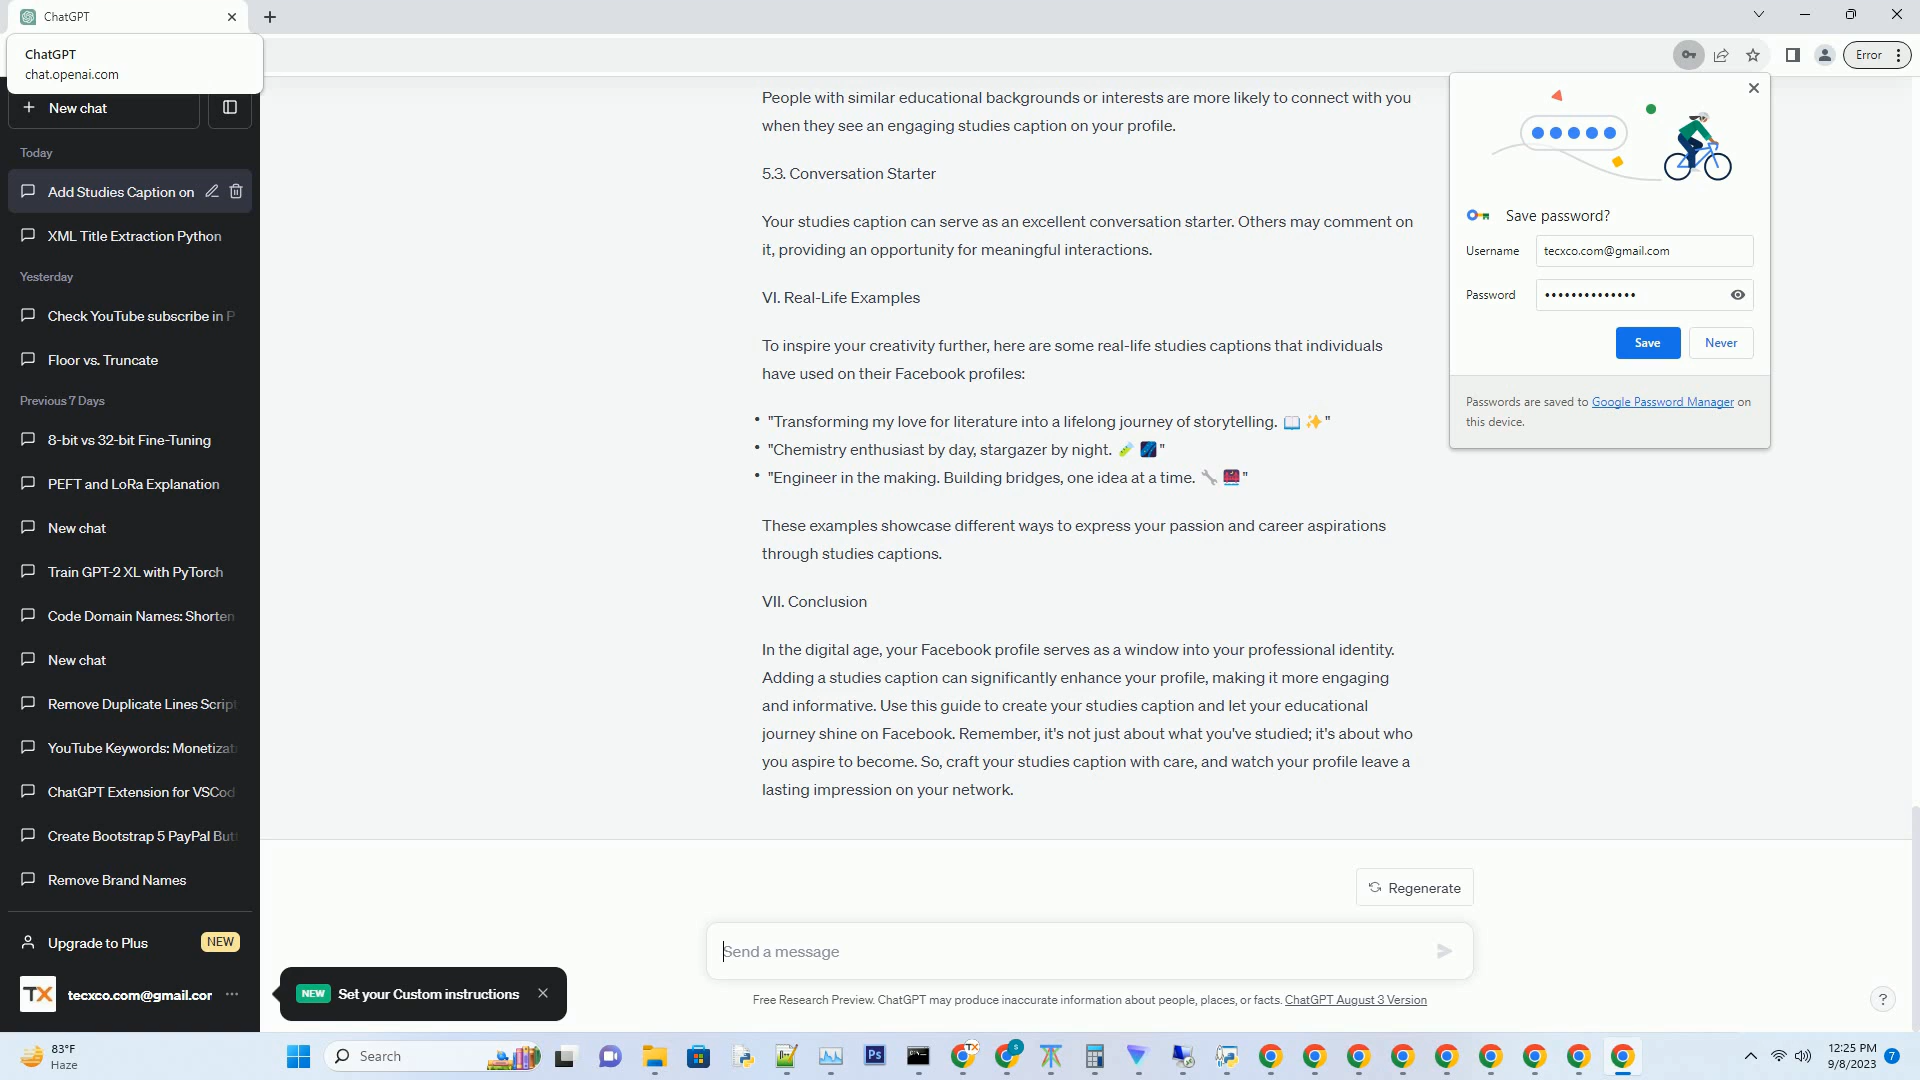 ChatGPT
ChatGPT
chat.openai.com
Error
New chat
Today
Add Studies Caption on
XML Title Extraction Python
Yesterday
Check YouTube subscribe in P
Floor vs. Truncate
Previous 7 Days
8-bit vs 32-bit Fine-Tuning
PEFT and LoRa Explanation
New chat
Train GPT-2 XL with PyTorch
Code Domain Names: Shorten
New chat
Remove Duplicate Lines Script
YouTube Keywords: Monetizat
ChatGPT Extension for VSCod
Create Bootstrap 5 PayPal But
Remove Brand Names
Upgrade to Plus NEW
TX tecxco.com@gmail.cor
People with similar educational backgrounds or interests are more likely to connect with you
when they see an engaging studies caption on your profile.
5.3. Conversation Starter
Your studies caption can serve as an excellent conversation starter. Others may comment on
it, providing an opportunity for meaningful interactions.
VI. Real-Life Examples
To inspire your creativity further, here are some real-life studies captions that individuals
have used on their Facebook profiles:
• "Transforming my love for literature into a lifelong journey of storytelling. 📖 ✨"
• "Chemistry enthusiast by day, stargazer by night. 🧪 🌌"
• "Engineer in the making. Building bridges, one idea at a time. 🔧 🌉"
These examples showcase different ways to express your passion and career aspirations
through studies captions.
VII. Conclusion
In the digital age, your Facebook profile serves as a window into your professional identity.
Adding a studies caption can significantly enhance your profile, making it more engaging
and informative. Use this guide to create your studies caption and let your educational
journey shine on Facebook. Remember, it's not just about what you've studied; it's about who
you aspire to become. So, craft your studies caption with care, and watch your profile leave a
lasting impression on your network.
Save password?
Username tecxco.com@gmail.com
Password ••••••••••••••
Save Never
Passwords are saved to Google Password Manager on
this device.
Regenerate
Send a message
NEW Set your Custom instructions
Free Research Preview. ChatGPT may produce inaccurate information about people, places, or facts. ChatGPT August 3 Version
?
83°F
Haze
Search
Ps
TX
s
12:25 PM
9/8/2023
7